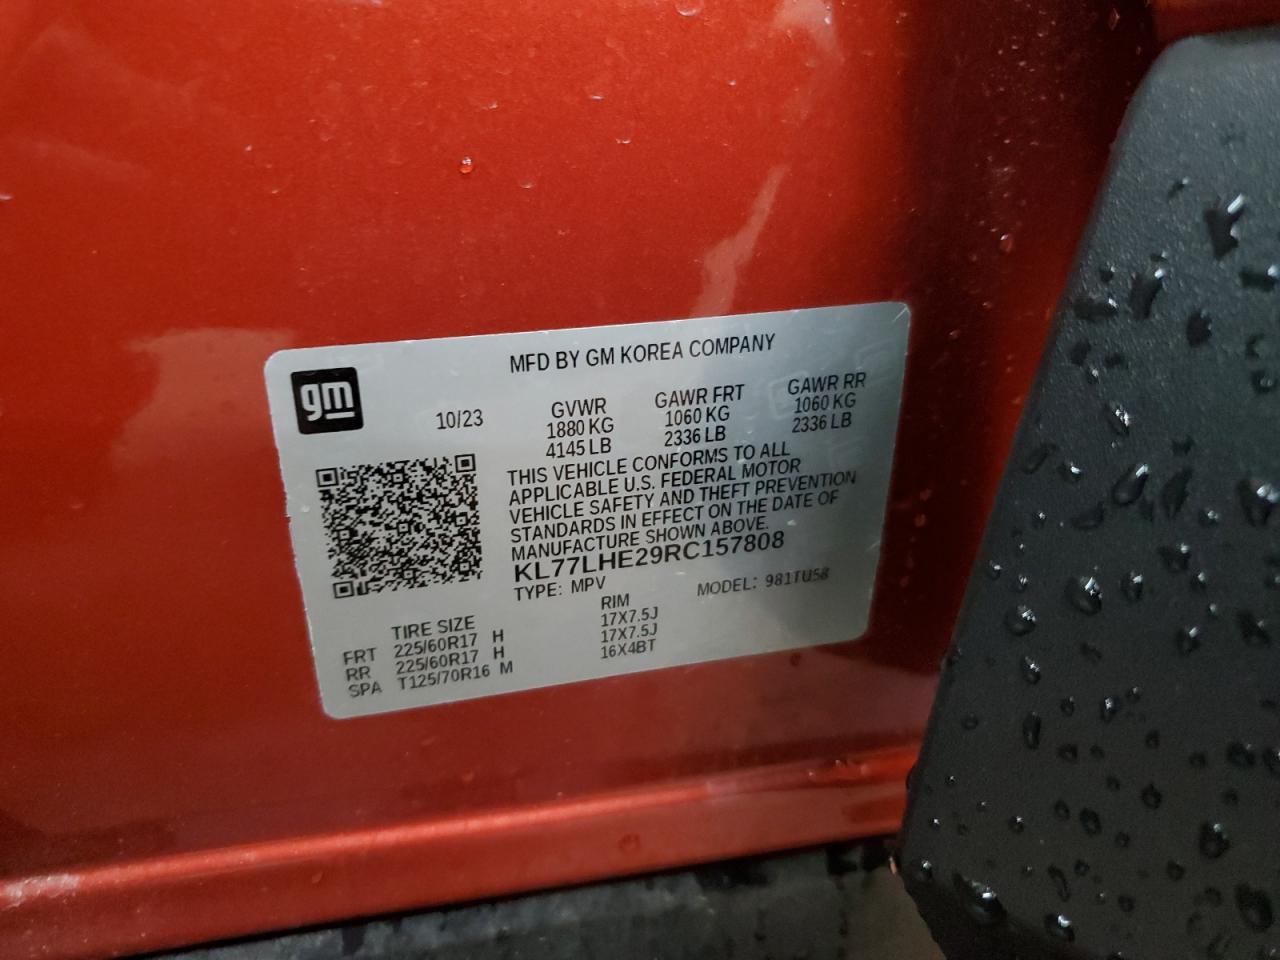 MFD BY GM KOREA COMPANY
gm
10/23
GVWR
1880 KG
4145 LB
GAWR FRT
1060 KG
2336 LB
GAWR RR
1060 KG
2336 LB
THIS VEHICLE CONFORMS TO ALL
APPLICABLE U.S. FEDERAL MOTOR
VEHICLE SAFETY AND THEFT PREVENTION
STANDARDS IN EFFECT ON THE DATE OF
MANUFACTURE SHOWN ABOVE.
KL77LHE29RC157808
TYPE: MPV
MODEL: 981TU58
TIRE SIZE
RIM
FRT 225/60R17 H 17X7.5J
RR 225/60R17 H 17X7.5J
SPA T125/70R16 M 16X4BT